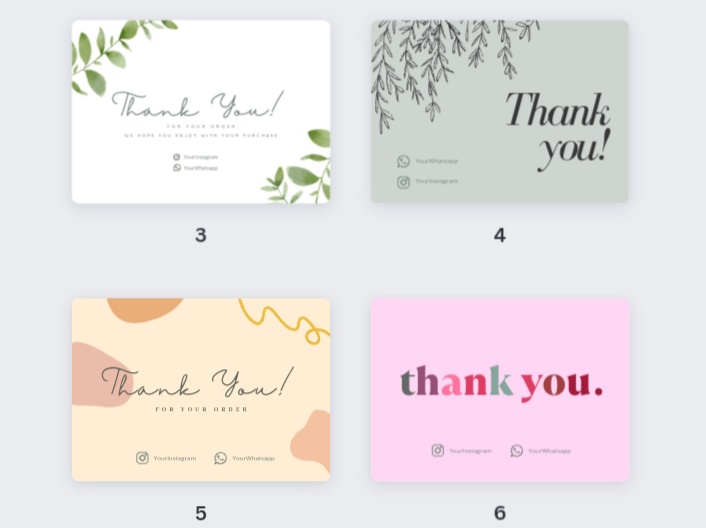 Thank You!
FOR YOUR ORDER
WE HOPE YOU ENJOY WITH YOUR PURCHASE
YourInstagram
YourWhatsapp
3
Thank
you!
YourWhatsapp
YourInstagram
4
Thank You!
FOR YOUR ORDER
YourInstagram YourWhatsapp
5
thank you.
YourInstagram YourWhatsapp
6